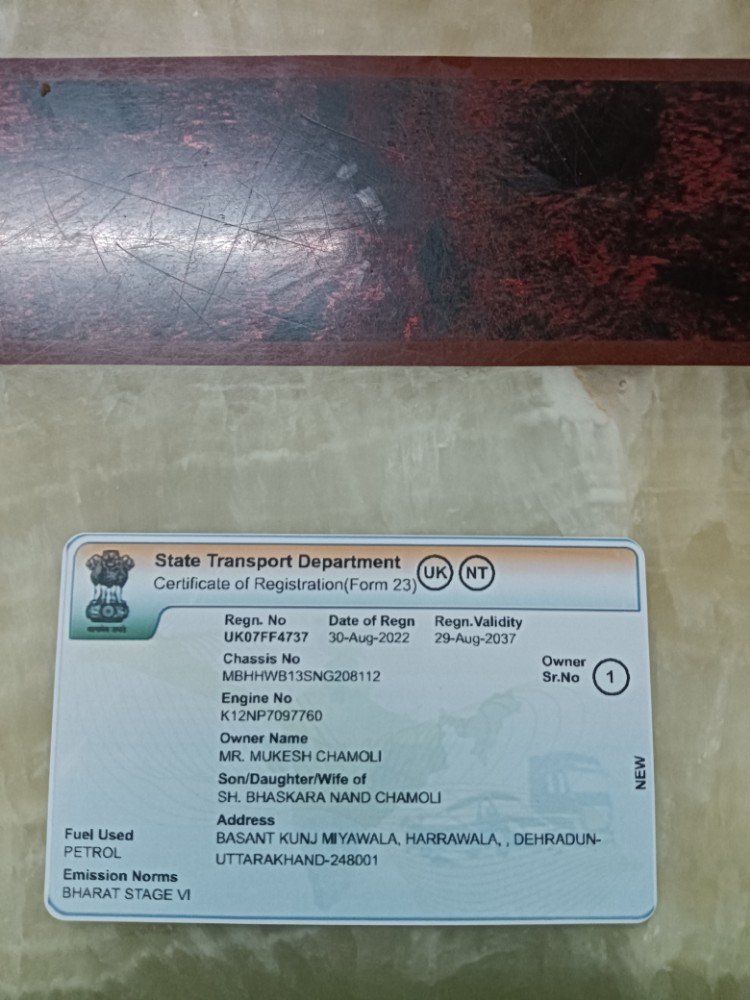 State Transport Department
Certificate of Registration(Form 23)
UK
NT
Regn. No Date of Regn Regn.Validity
UK07FF4737 30-Aug-2022 29-Aug-2037
Chassis No
MBHHWB13SNG208112
Owner
Sr.No
1
Engine No
K12NP7097760
Owner Name
MR. MUKESH CHAMOLI
Son/Daughter/Wife of
SH. BHASKARA NAND CHAMOLI
Address
BASANT KUNJ MIYAWALA, HARRAWALA, , DEHRADUN-
UTTARAKHAND-248001
Fuel Used
PETROL
Emission Norms
BHARAT STAGE VI
NEW